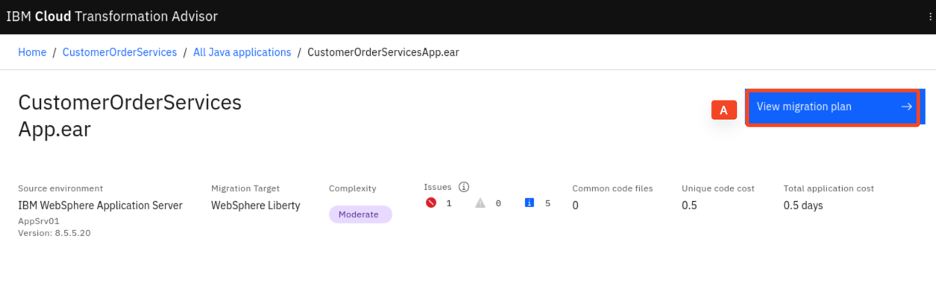 IBM Cloud Transformation Advisor
Home / CustomerOrderServices / All Java applications / CustomerOrderServicesApp.ear
CustomerOrderServices
App.ear
A
View migration plan
Source environment
IBM WebSphere Application Server
AppSrv01
Version: 8.5.5.20
Migration Target
WebSphere Liberty
Complexity
Moderate
Issues
1 0 5
Common code files
0
Unique code cost
0.5
Total application cost
0.5 days